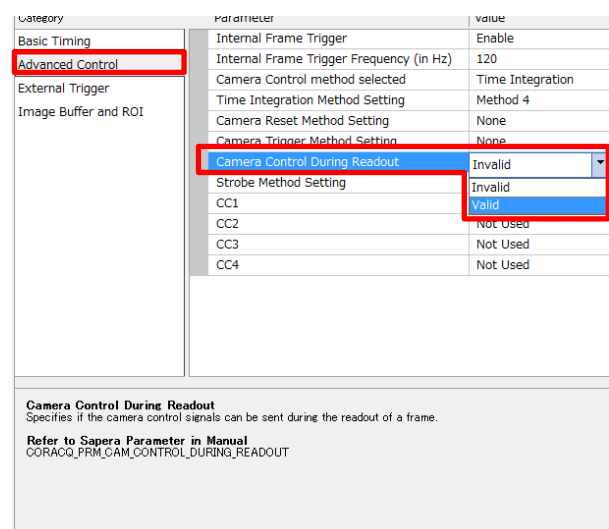 Category Parameter Value
Basic Timing
Advanced Control
External Trigger
Image Buffer and ROI
Internal Frame Trigger Enable
Internal Frame Trigger Frequency (in Hz) 120
Camera Control method selected Time Integration
Time Integration Method Setting Method 4
Camera Reset Method Setting None
Camera Trigger Method Setting None
Camera Control During Readout Invalid
Invalid
Valid
Strobe Method Setting
CC1
CC2 Not Used
CC3 Not Used
CC4 Not Used
Camera Control During Readout
Specifies if the camera control signals can be sent during the readout of a frame.
Refer to Sapera Parameter in Manual
CORACQ_PRM_CAM_CONTROL_DURING_READOUT